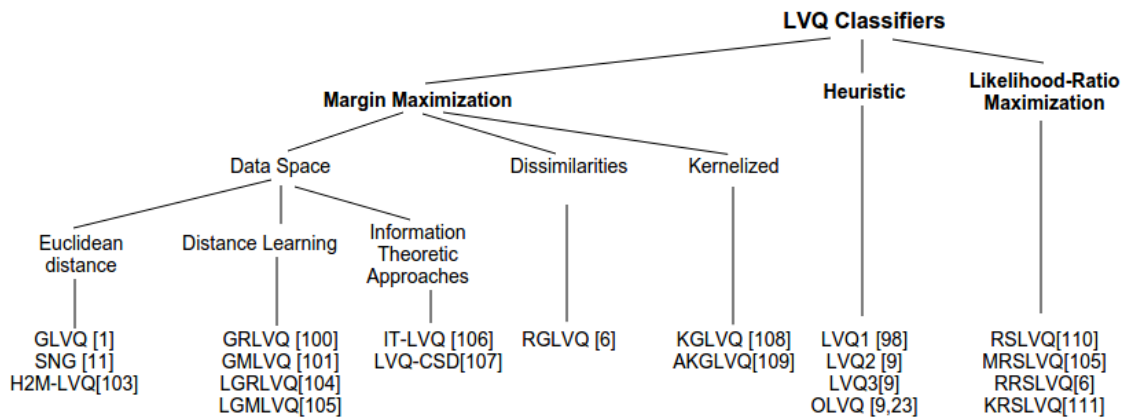 LVQ Classifiers
Margin Maximization
Heuristic
Likelihood-Ratio
Maximization
Data Space
Dissimilarities
Kernelized
Euclidean
distance
Distance Learning
Information
Theoretic
Approaches
GLVQ [1]
SNG [11]
H2M-LVQ[103]
GRLVQ [100]
GMLVQ [101]
LGRLVQ[104]
LGMLVQ[105]
IT-LVQ [106]
LVQ-CSD[107]
RGLVQ [6]
KGLVQ [108]
AKGLVQ[109]
LVQ1 [98]
LVQ2 [9]
LVQ3[9]
OLVQ [9,23]
RSLVQ[110]
MRSLVQ[105]
RRSLVQ[6]
KRSLVQ[111]